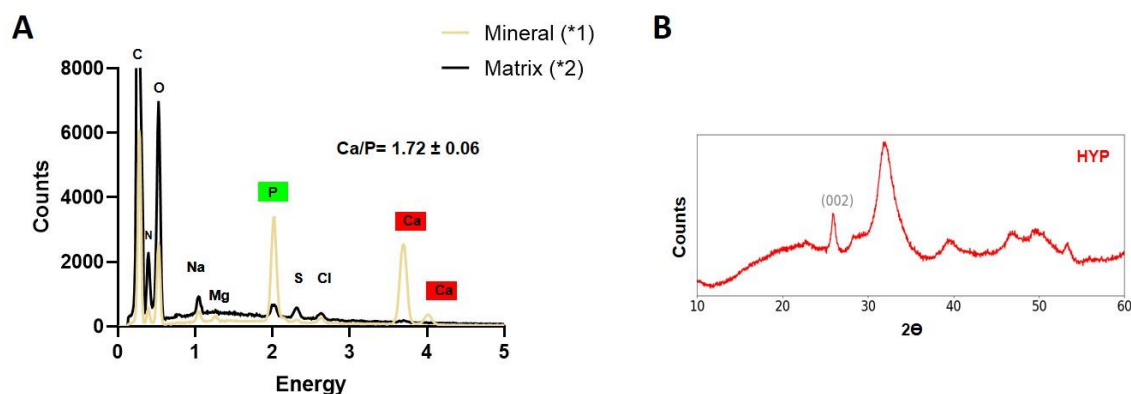 A
Mineral (*1)
Matrix (*2)
C
O
N
Na
Mg
P
S
Cl
Ca
Ca
Ca/P= 1.72 ± 0.06
8000
6000
4000
2000
0
Counts
0 1 2 3 4 5
Energy
B
HYP
(002)
Counts
10 20 30 40 50 60
2Θ